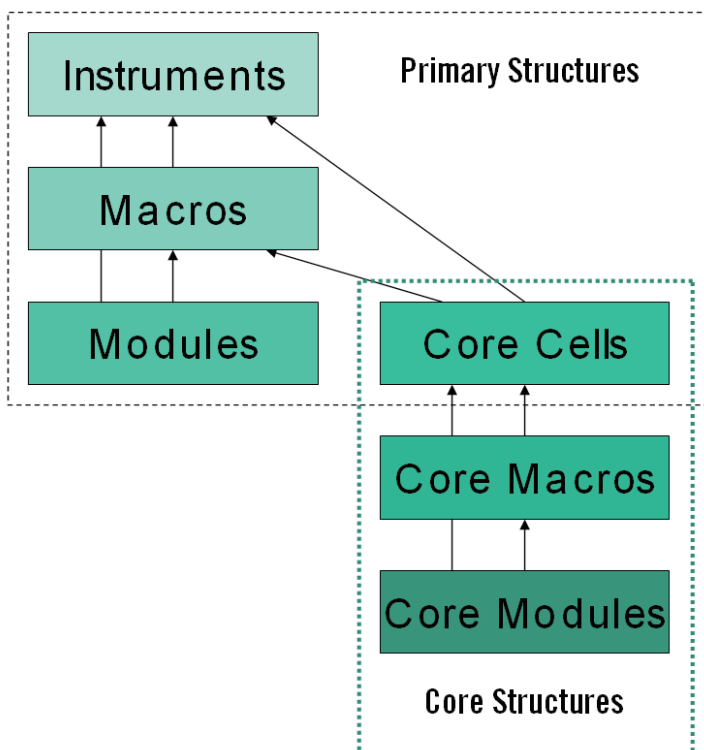 Instruments
Primary Structures
Macros
Modules
Core Cells
Core Macros
Core Modules
Core Structures